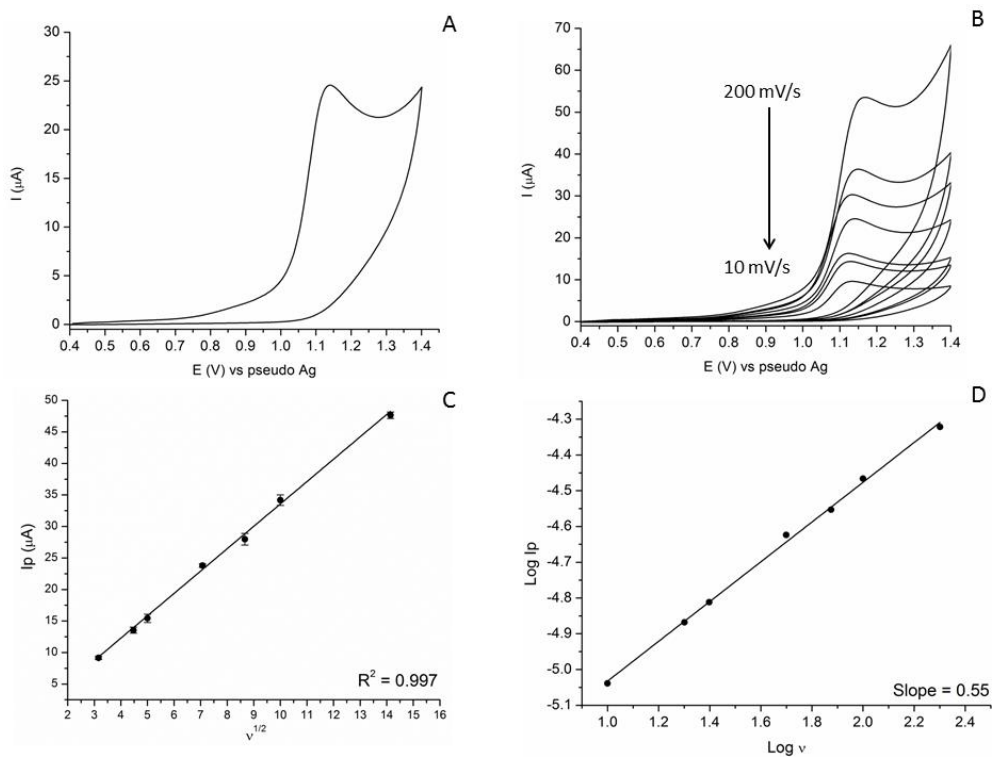 A
30
25
20
15
10
5
0
I (μA)
0.4 0.5 0.6 0.7 0.8 0.9 1.0 1.1 1.2 1.3 1.4
E (V) vs pseudo Ag
B
70
60
50
40
30
20
10
0
I (μA)
200 mV/s
10 mV/s
0.4 0.5 0.6 0.7 0.8 0.9 1.0 1.1 1.2 1.3 1.4
E (V) vs pseudo Ag
C
50
45
40
35
30
25
20
15
10
5
Ip (μA)
R² = 0.997
2 3 4 5 6 7 8 9 10 11 12 13 14 15 16
ν^1/2
D
-4.3
-4.4
-4.5
-4.6
-4.7
-4.8
-4.9
-5.0
-5.1
Log Ip
Slope = 0.55
1.0 1.2 1.4 1.6 1.8 2.0 2.2 2.4
Log ν